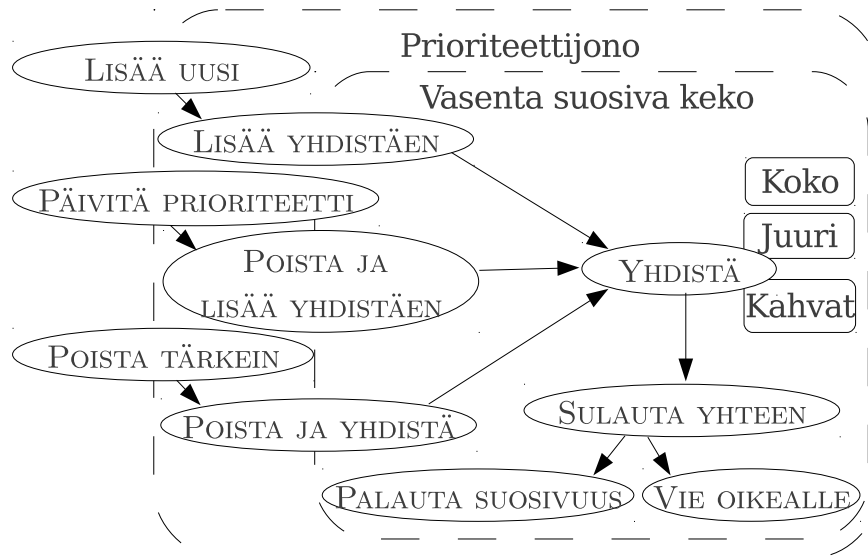 Prioriteettijono
Lisää uusi
Vasenta suosiva keko
Lisää yhdistäen
Koko
Päivitä prioriteetti
Juuri
Poista ja
lisää yhdistäen
Yhdistä
Kahvat
Poista tärkein
Sulauta yhteen
Poista ja yhdistä
Palauta suosivuus
Vie oikealle